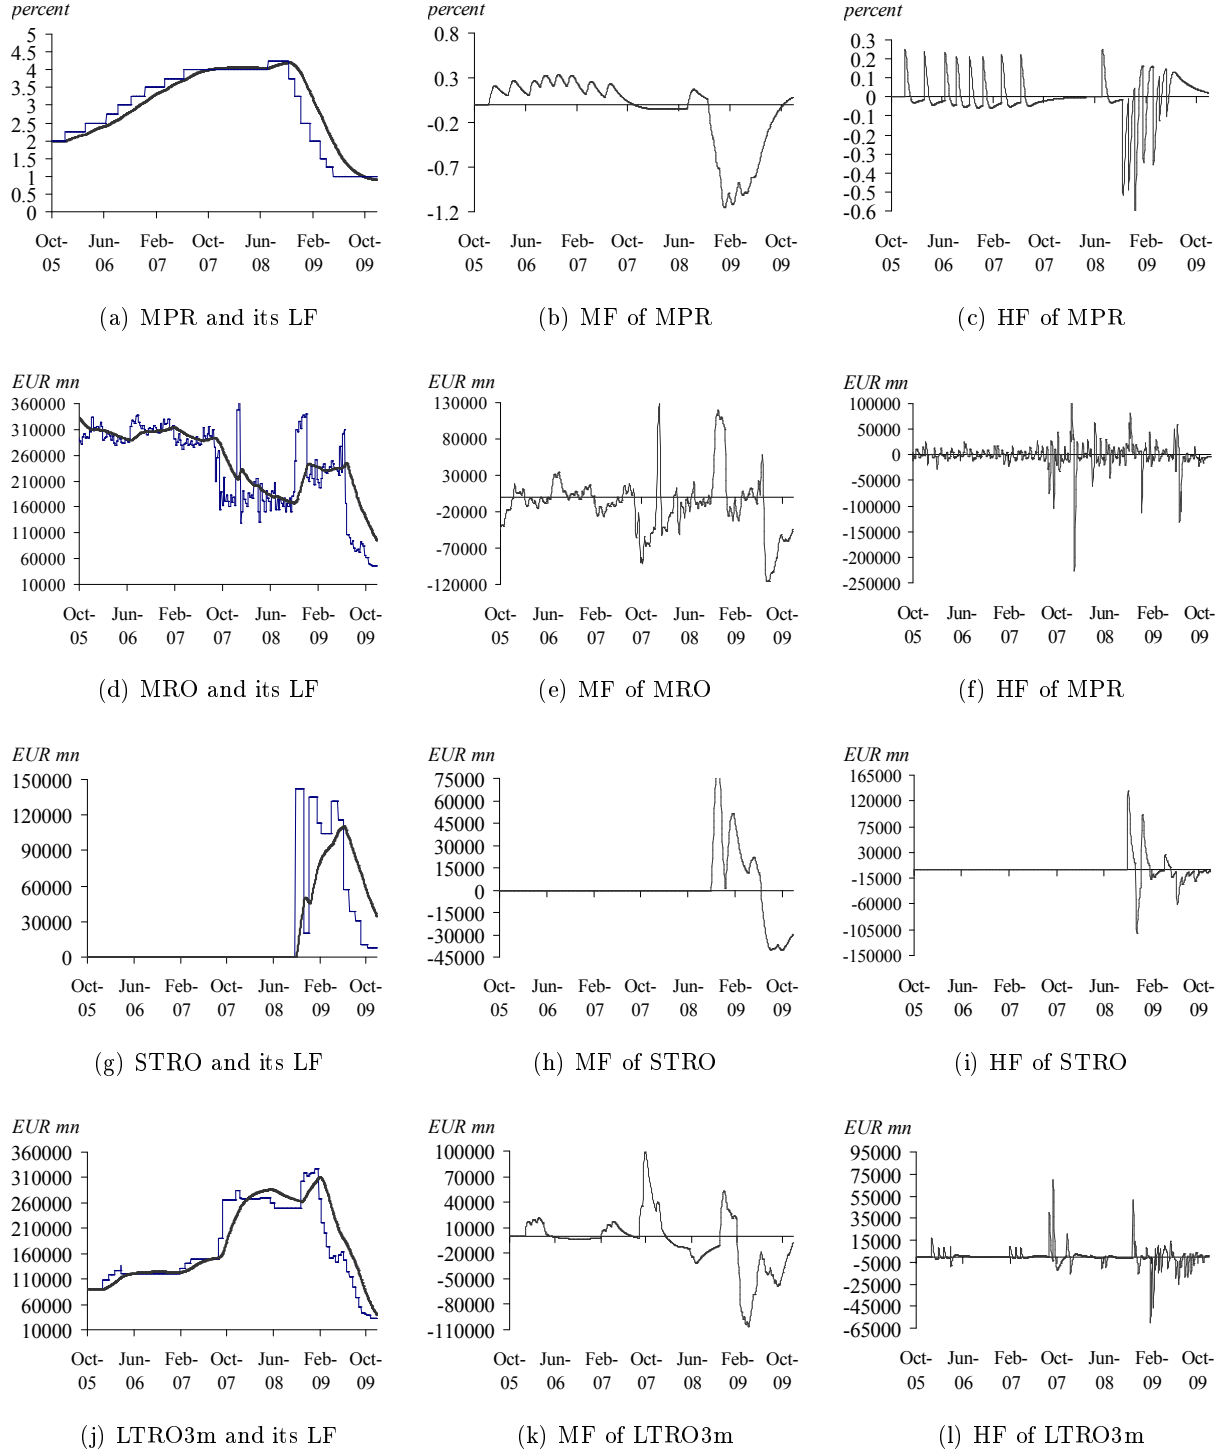 percent
5
4.5
4
3.5
3
2.5
2
1.5
1
0.5
0
Oct- Jun- Feb- Oct- Jun- Feb- Oct-
05 06 07 07 08 09 09
(a) MPR and its LF
percent
0.8
0.3
-0.2
-0.7
-1.2
Oct- Jun- Feb- Oct- Jun- Feb- Oct-
05 06 07 07 08 09 09
(b) MF of MPR
percent
0.3
0.2
0.1
0
-0.1
-0.2
-0.3
-0.4
-0.5
-0.6
Oct- Jun- Feb- Oct- Jun- Feb- Oct-
05 06 07 07 08 09 09
(c) HF of MPR
EUR mn
360000
310000
260000
210000
160000
110000
60000
10000
Oct- Jun- Feb- Oct- Jun- Feb- Oct-
05 06 07 07 08 09 09
(d) MRO and its LF
EUR mn
130000
80000
30000
-20000
-70000
-120000
Oct- Jun- Feb- Oct- Jun- Feb- Oct-
05 06 07 07 08 09 09
(e) MF of MRO
EUR mn
100000
50000
0
-50000
-100000
-150000
-200000
-250000
Oct- Jun- Feb- Oct- Jun- Feb- Oct-
05 06 07 07 08 09 09
(f) HF of MPR
EUR mn
150000
120000
90000
60000
30000
0
Oct- Jun- Feb- Oct- Jun- Feb- Oct-
05 06 07 07 08 09 09
(g) STRO and its LF
EUR mn
75000
60000
45000
30000
15000
0
-15000
-30000
-45000
Oct- Jun- Feb- Oct- Jun- Feb- Oct-
05 06 07 07 08 09 09
(h) MF of STRO
EUR mn
165000
120000
75000
30000
-15000
-60000
-105000
-150000
Oct- Jun- Feb- Oct- Jun- Feb- Oct-
05 06 07 07 08 09 09
(i) HF of STRO
EUR mn
360000
310000
260000
210000
160000
110000
60000
10000
Oct- Jun- Feb- Oct- Jun- Feb- Oct-
05 06 07 07 08 09 09
(j) LTRO3m and its LF
EUR mn
100000
70000
40000
10000
-20000
-50000
-80000
-110000
Oct- Jun- Feb- Oct- Jun- Feb- Oct-
05 06 07 07 08 09 09
(k) MF of LTRO3m
EUR mn
95000
75000
55000
35000
15000
-5000
-25000
-45000
-65000
Oct- Jun- Feb- Oct- Jun- Feb- Oct-
05 06 07 07 08 09 09
(l) HF of LTRO3m